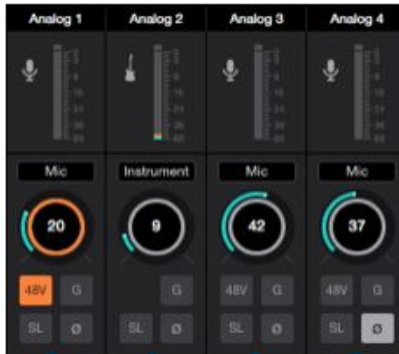 Analog 1 Analog 2 Analog 3 Analog 4
Mic Instrument Mic Mic
20 9 42 37
48V G G 48V G 48V G
SL Ø SL Ø SL Ø SL Ø